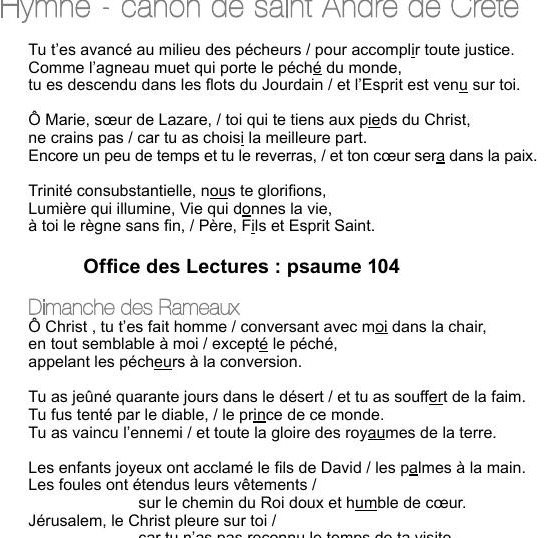 Hymne - canon de saint André de Crète
Tu t'es avancé au milieu des pécheurs / pour accomplir toute justice.
Comme l'agneau muet qui porte le péché du monde,
tu es descendu dans les flots du Jourdain / et l'Esprit est venu sur toi.
Ô Marie, sœur de Lazare, / toi qui te tiens aux pieds du Christ,
ne crains pas / car tu as choisi la meilleure part.
Encore un peu de temps et tu le reverras, / et ton cœur sera dans la paix.
Trinité consubstantielle, nous te glorifions,
Lumière qui illumine, Vie qui donnes la vie,
à toi le règne sans fin, / Père, Fils et Esprit Saint.
Office des Lectures : psaume 104
Dimanche des Rameaux
Ô Christ , tu t'es fait homme / conversant avec moi dans la chair,
en tout semblable à moi / excepté le péché,
appelant les pécheurs à la conversion.
Tu as jeûné quarante jours dans le désert / et tu as souffert de la faim.
Tu fus tenté par le diable, / le prince de ce monde.
Tu as vaincu l'ennemi / et toute la gloire des royaumes de la terre.
Les enfants joyeux ont acclamé le fils de David / les palmes à la main.
Les foules ont étendus leurs vêtements /
sur le chemin du Roi doux et humble de cœur.
Jérusalem, le Christ pleure sur toi /
car tu n'as pas reconnu le temps de ta visite